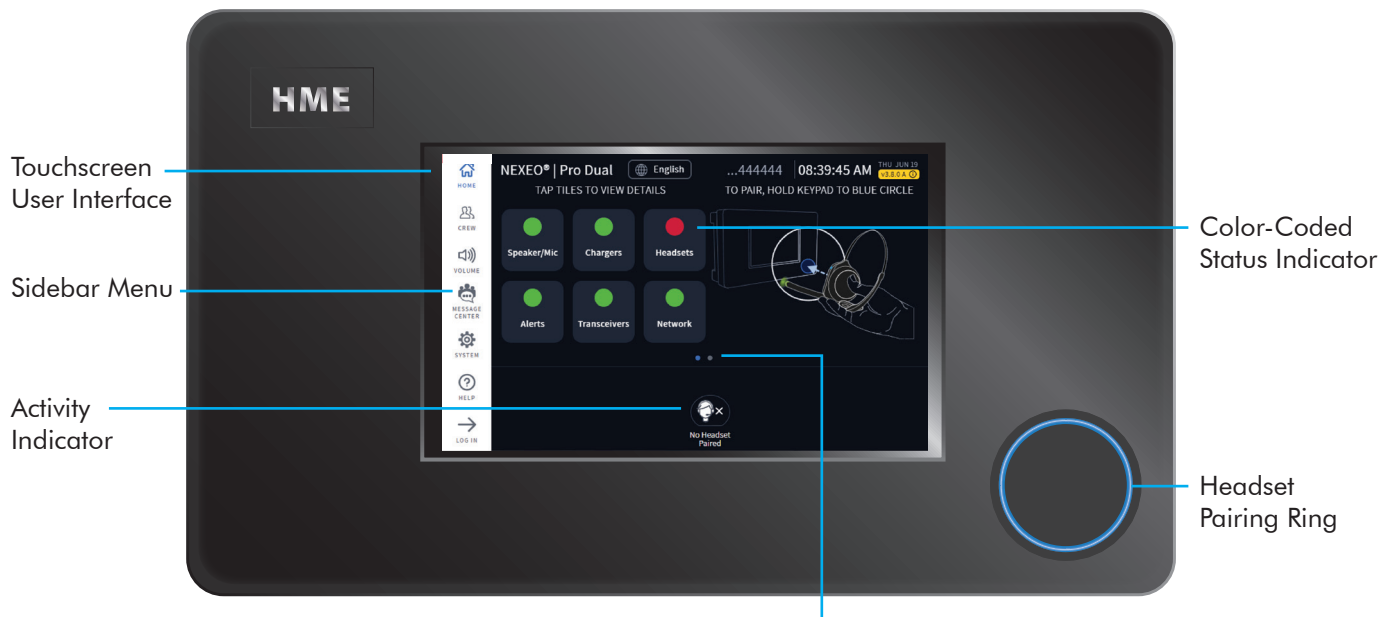 HME
Touchscreen
User Interface
Sidebar Menu
Activity
Indicator
HOME
CREW
VOLUME
MESSAGE
CENTER
SYSTEM
HELP
LOG IN
NEXEO® | Pro Dual
English
...444444
08:39:45 AM
THU JUN 19
v3.8.0 A
TAP TILES TO VIEW DETAILS
TO PAIR, HOLD KEYPAD TO BLUE CIRCLE
Speaker/Mic
Chargers
Headsets
Alerts
Transceivers
Network
No Headset
Paired
Color-Coded
Status Indicator
Headset
Pairing Ring